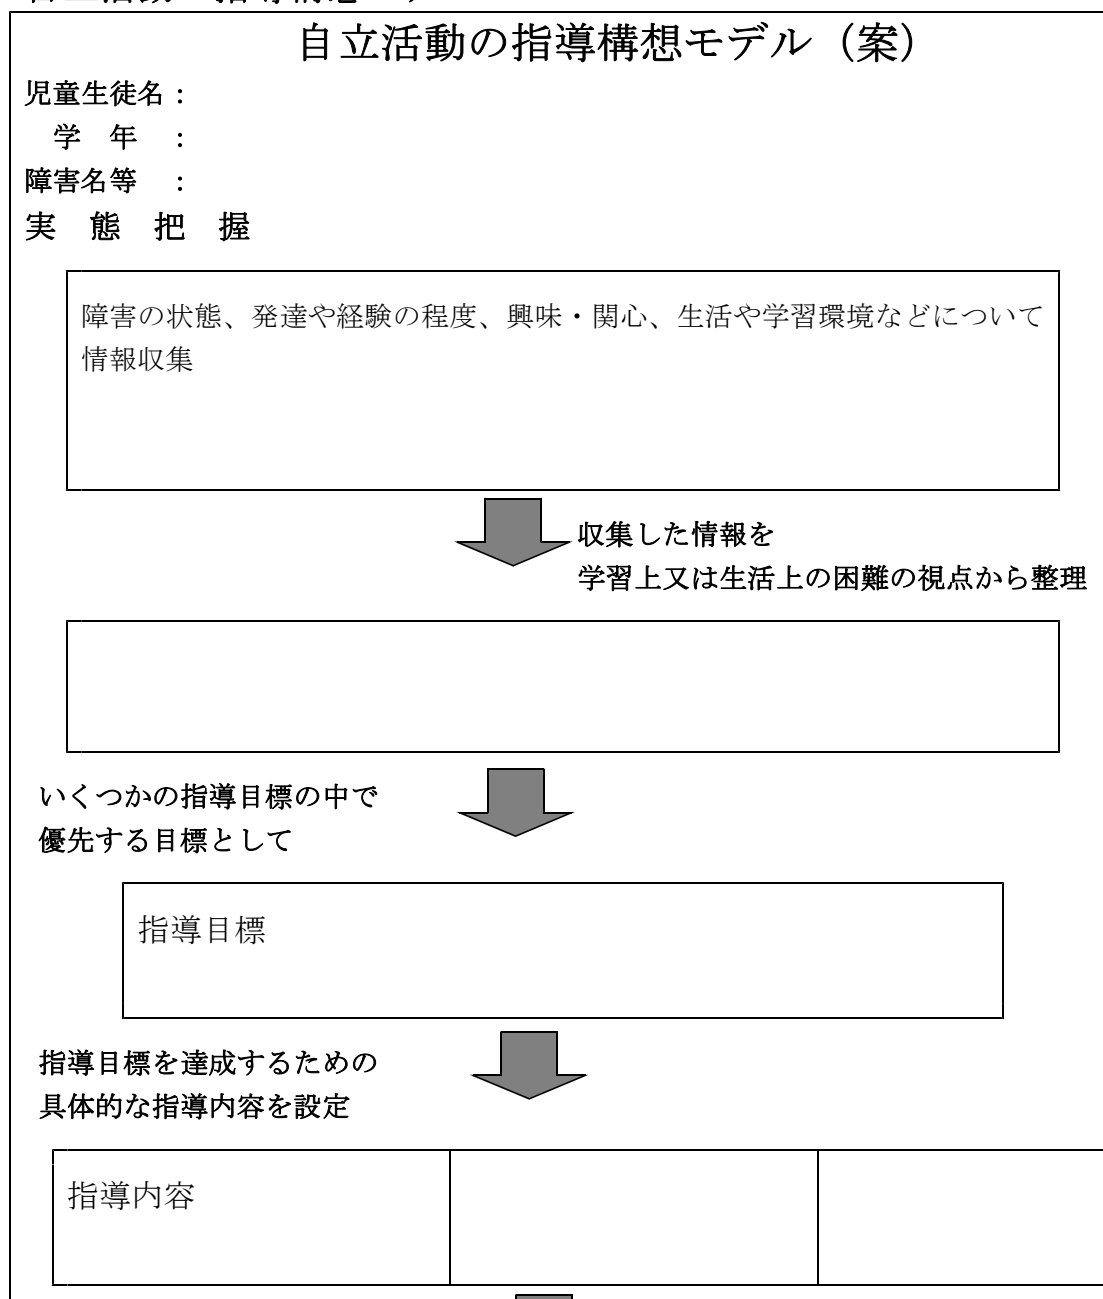 自立活動の指導構想モデル（案）
児童生徒名：
学　年　：
障害名等　：
実　態　把　握
障害の状態、発達や経験の程度、興味・関心、生活や学習環境などについて
情報収集
収集した情報を
学習上又は生活上の困難の視点から整理
いくつかの指導目標の中で
優先する目標として
指導目標
指導目標を達成するための
具体的な指導内容を設定
指導内容